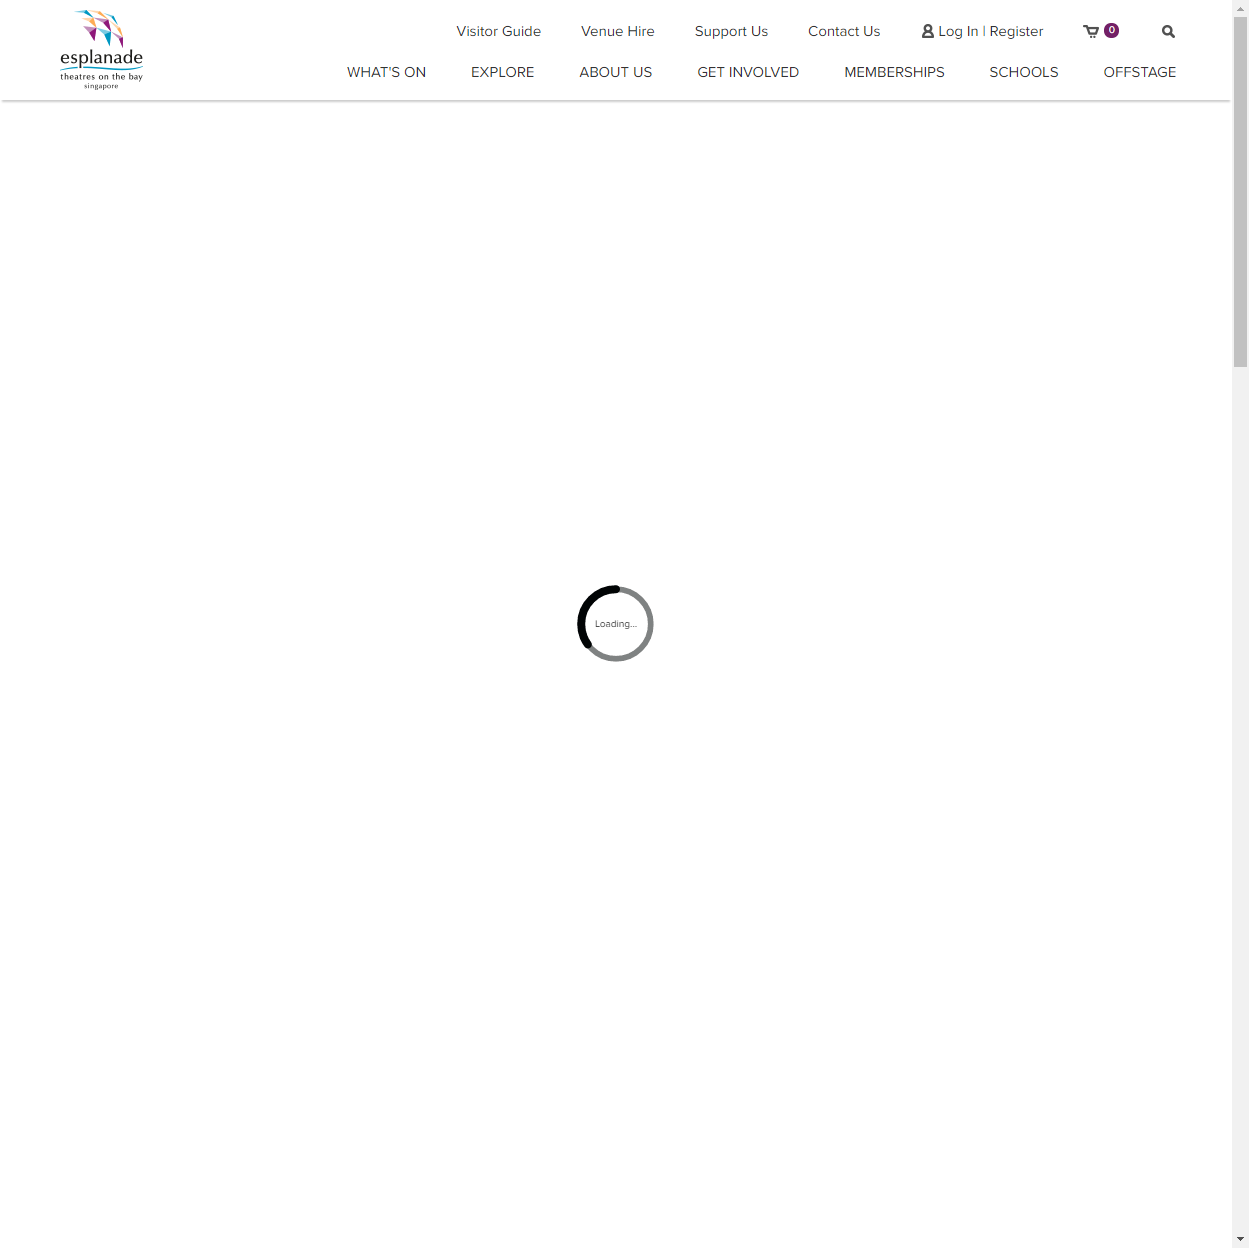 esplanade
theatres on the bay
singapore
Visitor Guide Venue Hire Support Us Contact Us Log In | Register 0
WHAT'S ON EXPLORE ABOUT US GET INVOLVED MEMBERSHIPS SCHOOLS OFFSTAGE
Loading...